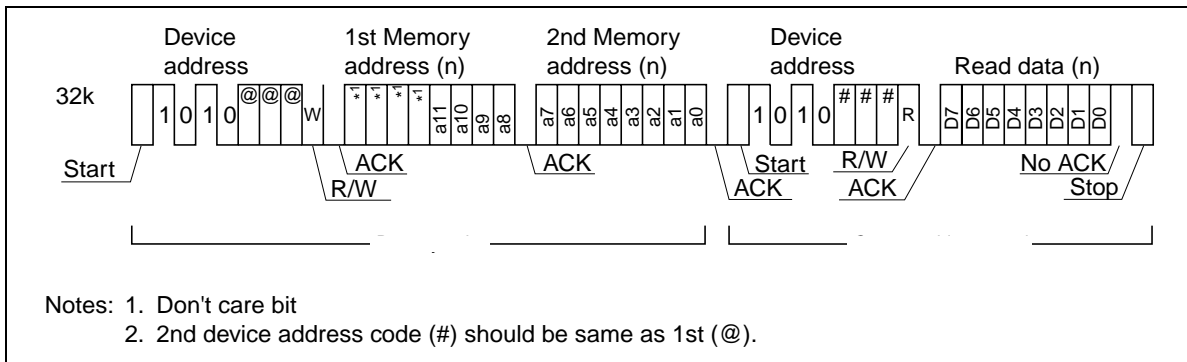 Device address
1st Memory address (n)
2nd Memory address (n)
Device address
Read data (n)
32k
1 0 1 0 @ @ @ W
*1 *1 *1 *1 a11 a10 a9 a8
a7 a6 a5 a4 a3 a2 a1 a0
1 0 1 0 # # # R
D7 D6 D5 D4 D3 D2 D1 D0
Start
R/W
ACK
ACK
ACK
Start
R/W
ACK
No ACK
Stop
Notes: 1. Don't care bit
2. 2nd device address code (#) should be same as 1st (@).